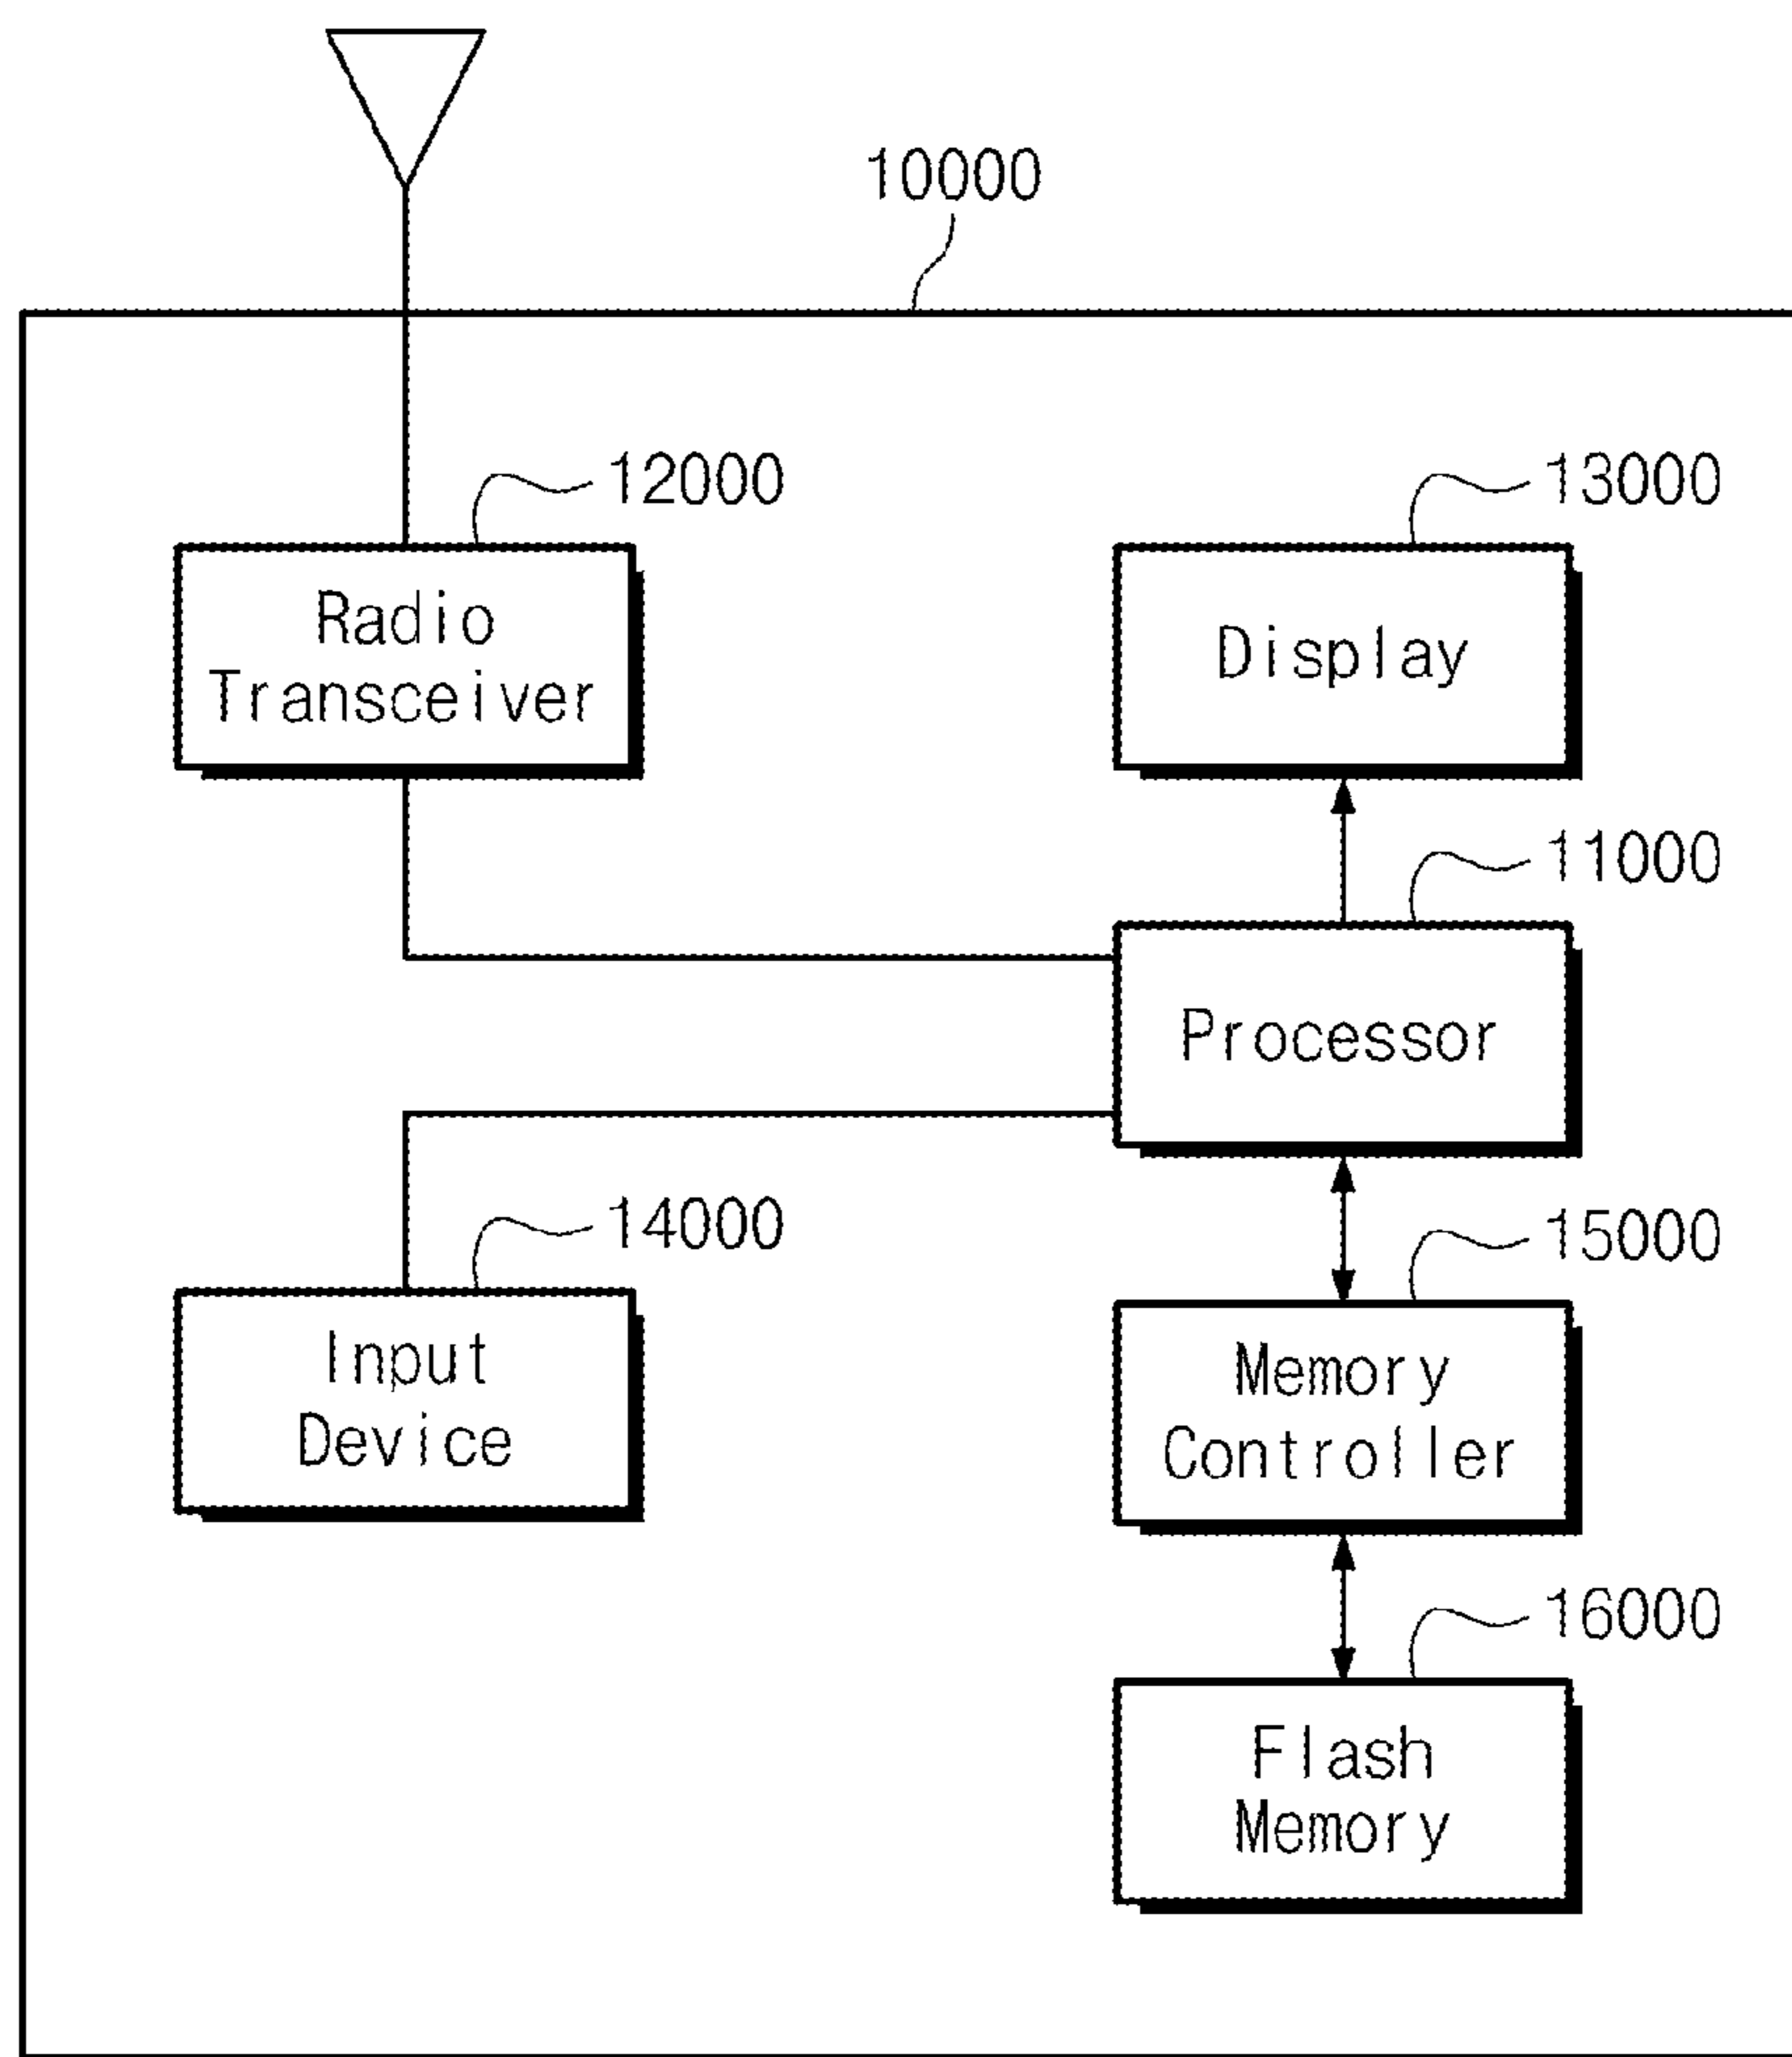 10000
12000
13000
Radio
Transceiver
Display
11000
Processor
14000
15000
Input
Device
Memory
Controller
16000
Flash
Memory